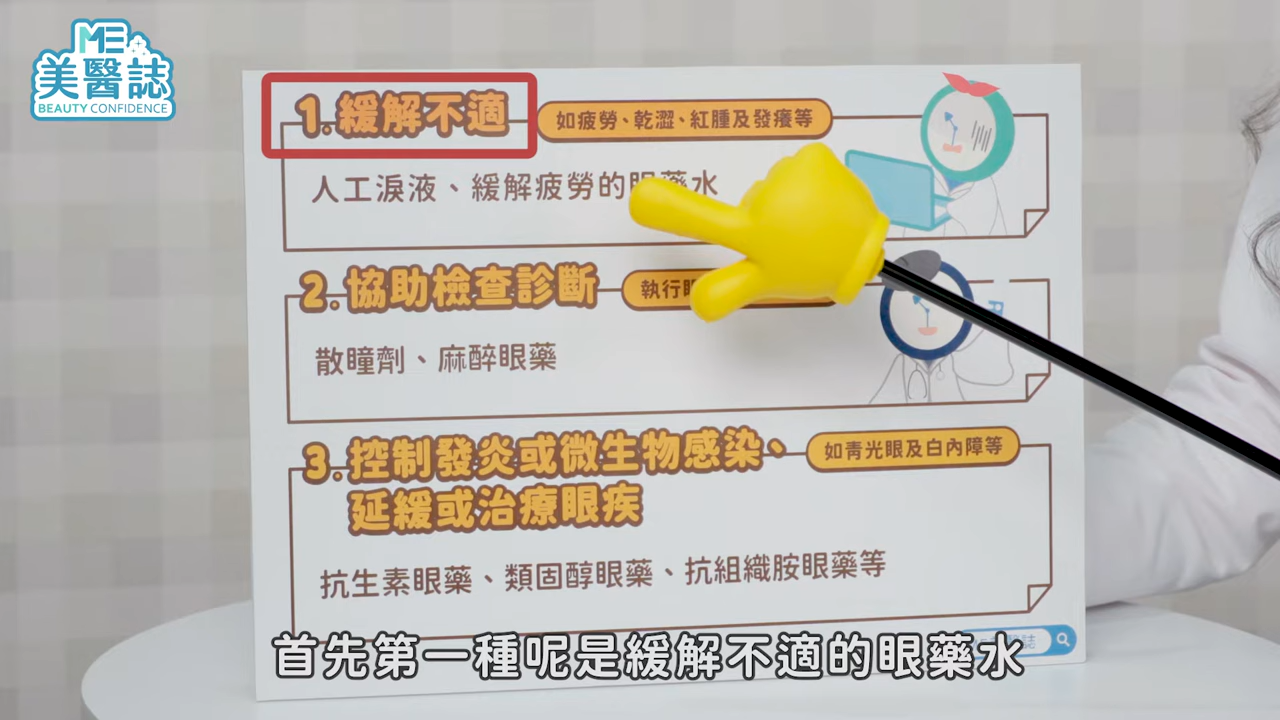 ME
美醫誌
BEAUTY CONFIDENCE
1.緩解不適
如疲勞、乾澀、紅腫及發癢等
人工淚液、緩解疲勞的眼藥水
2.協助檢查診斷
執行
散瞳劑、麻醉眼藥
3.控制發炎或微生物感染、
延緩或治療眼疾
如青光眼及白內障等
抗生素眼藥、類固醇眼藥、抗組織胺眼藥等
首先第一種呢是緩解不適的眼藥水